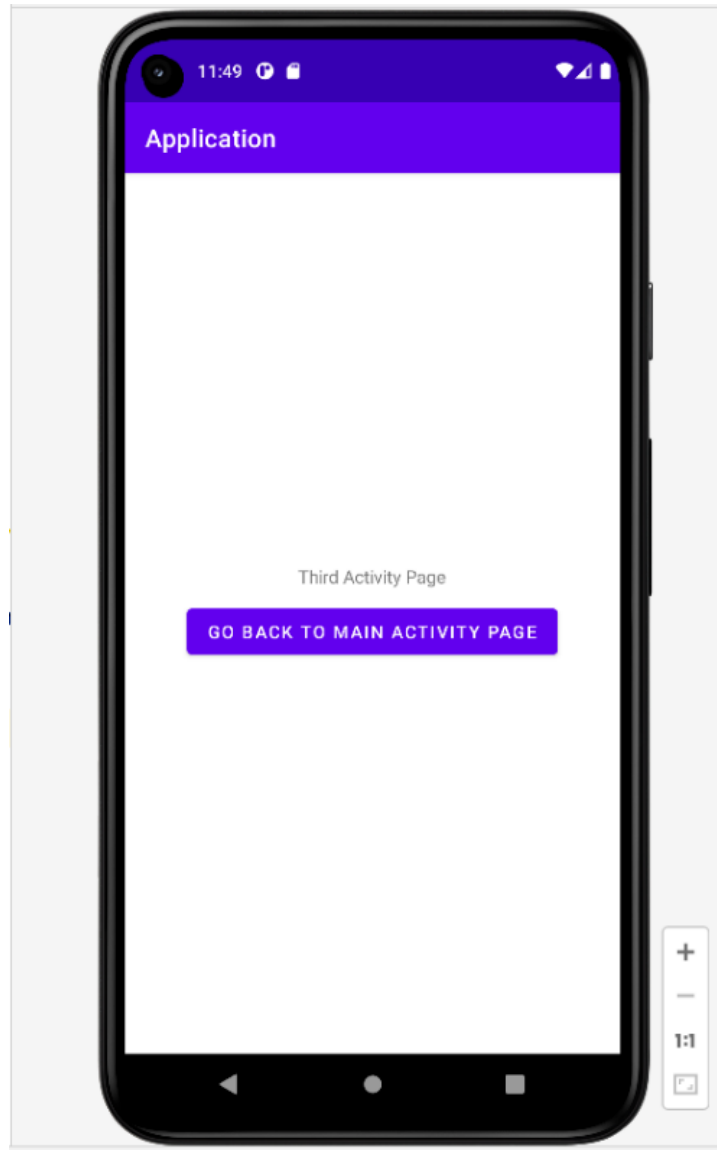 11:49
Application
Third Activity Page
GO BACK TO MAIN ACTIVITY PAGE
1:1